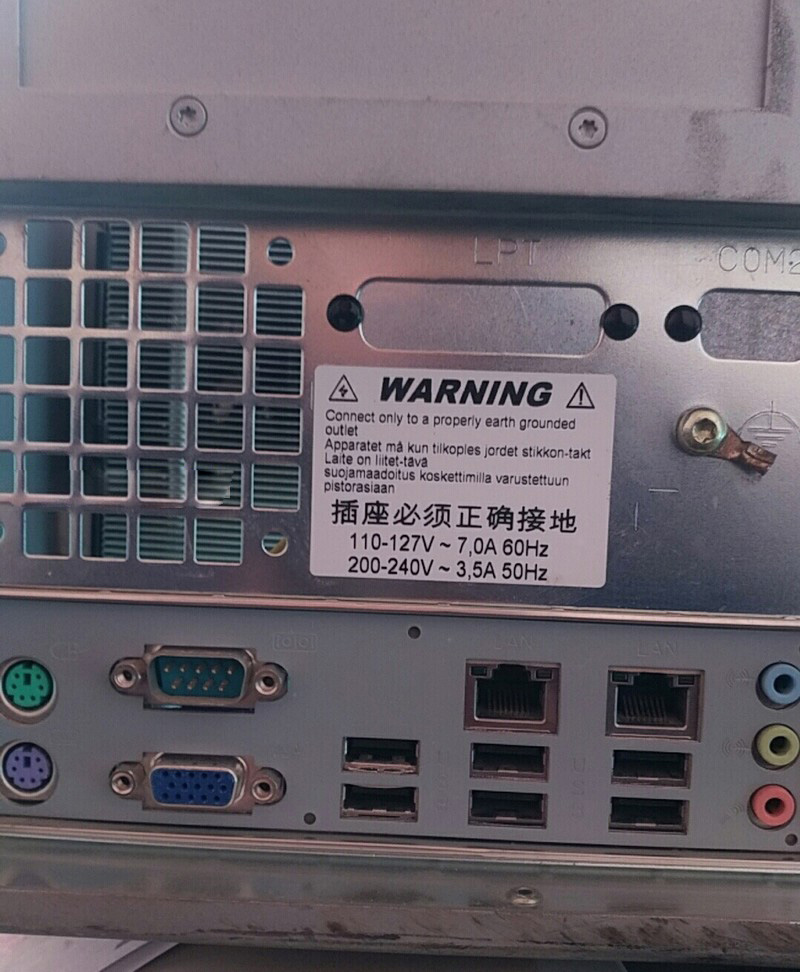 LPT
COM2
WARNING
Connect only to a properly earth grounded
outlet
Apparatet må kun tilkoples jordet stikkon-takt
Laite on liitet-tävä
suojamaadoitus koskettimilla varustettuun
pistorasiaan
插座必须正确接地
110-127V ~ 7,0A 60Hz
200-240V ~ 3,5A 50Hz
LAN
LAN